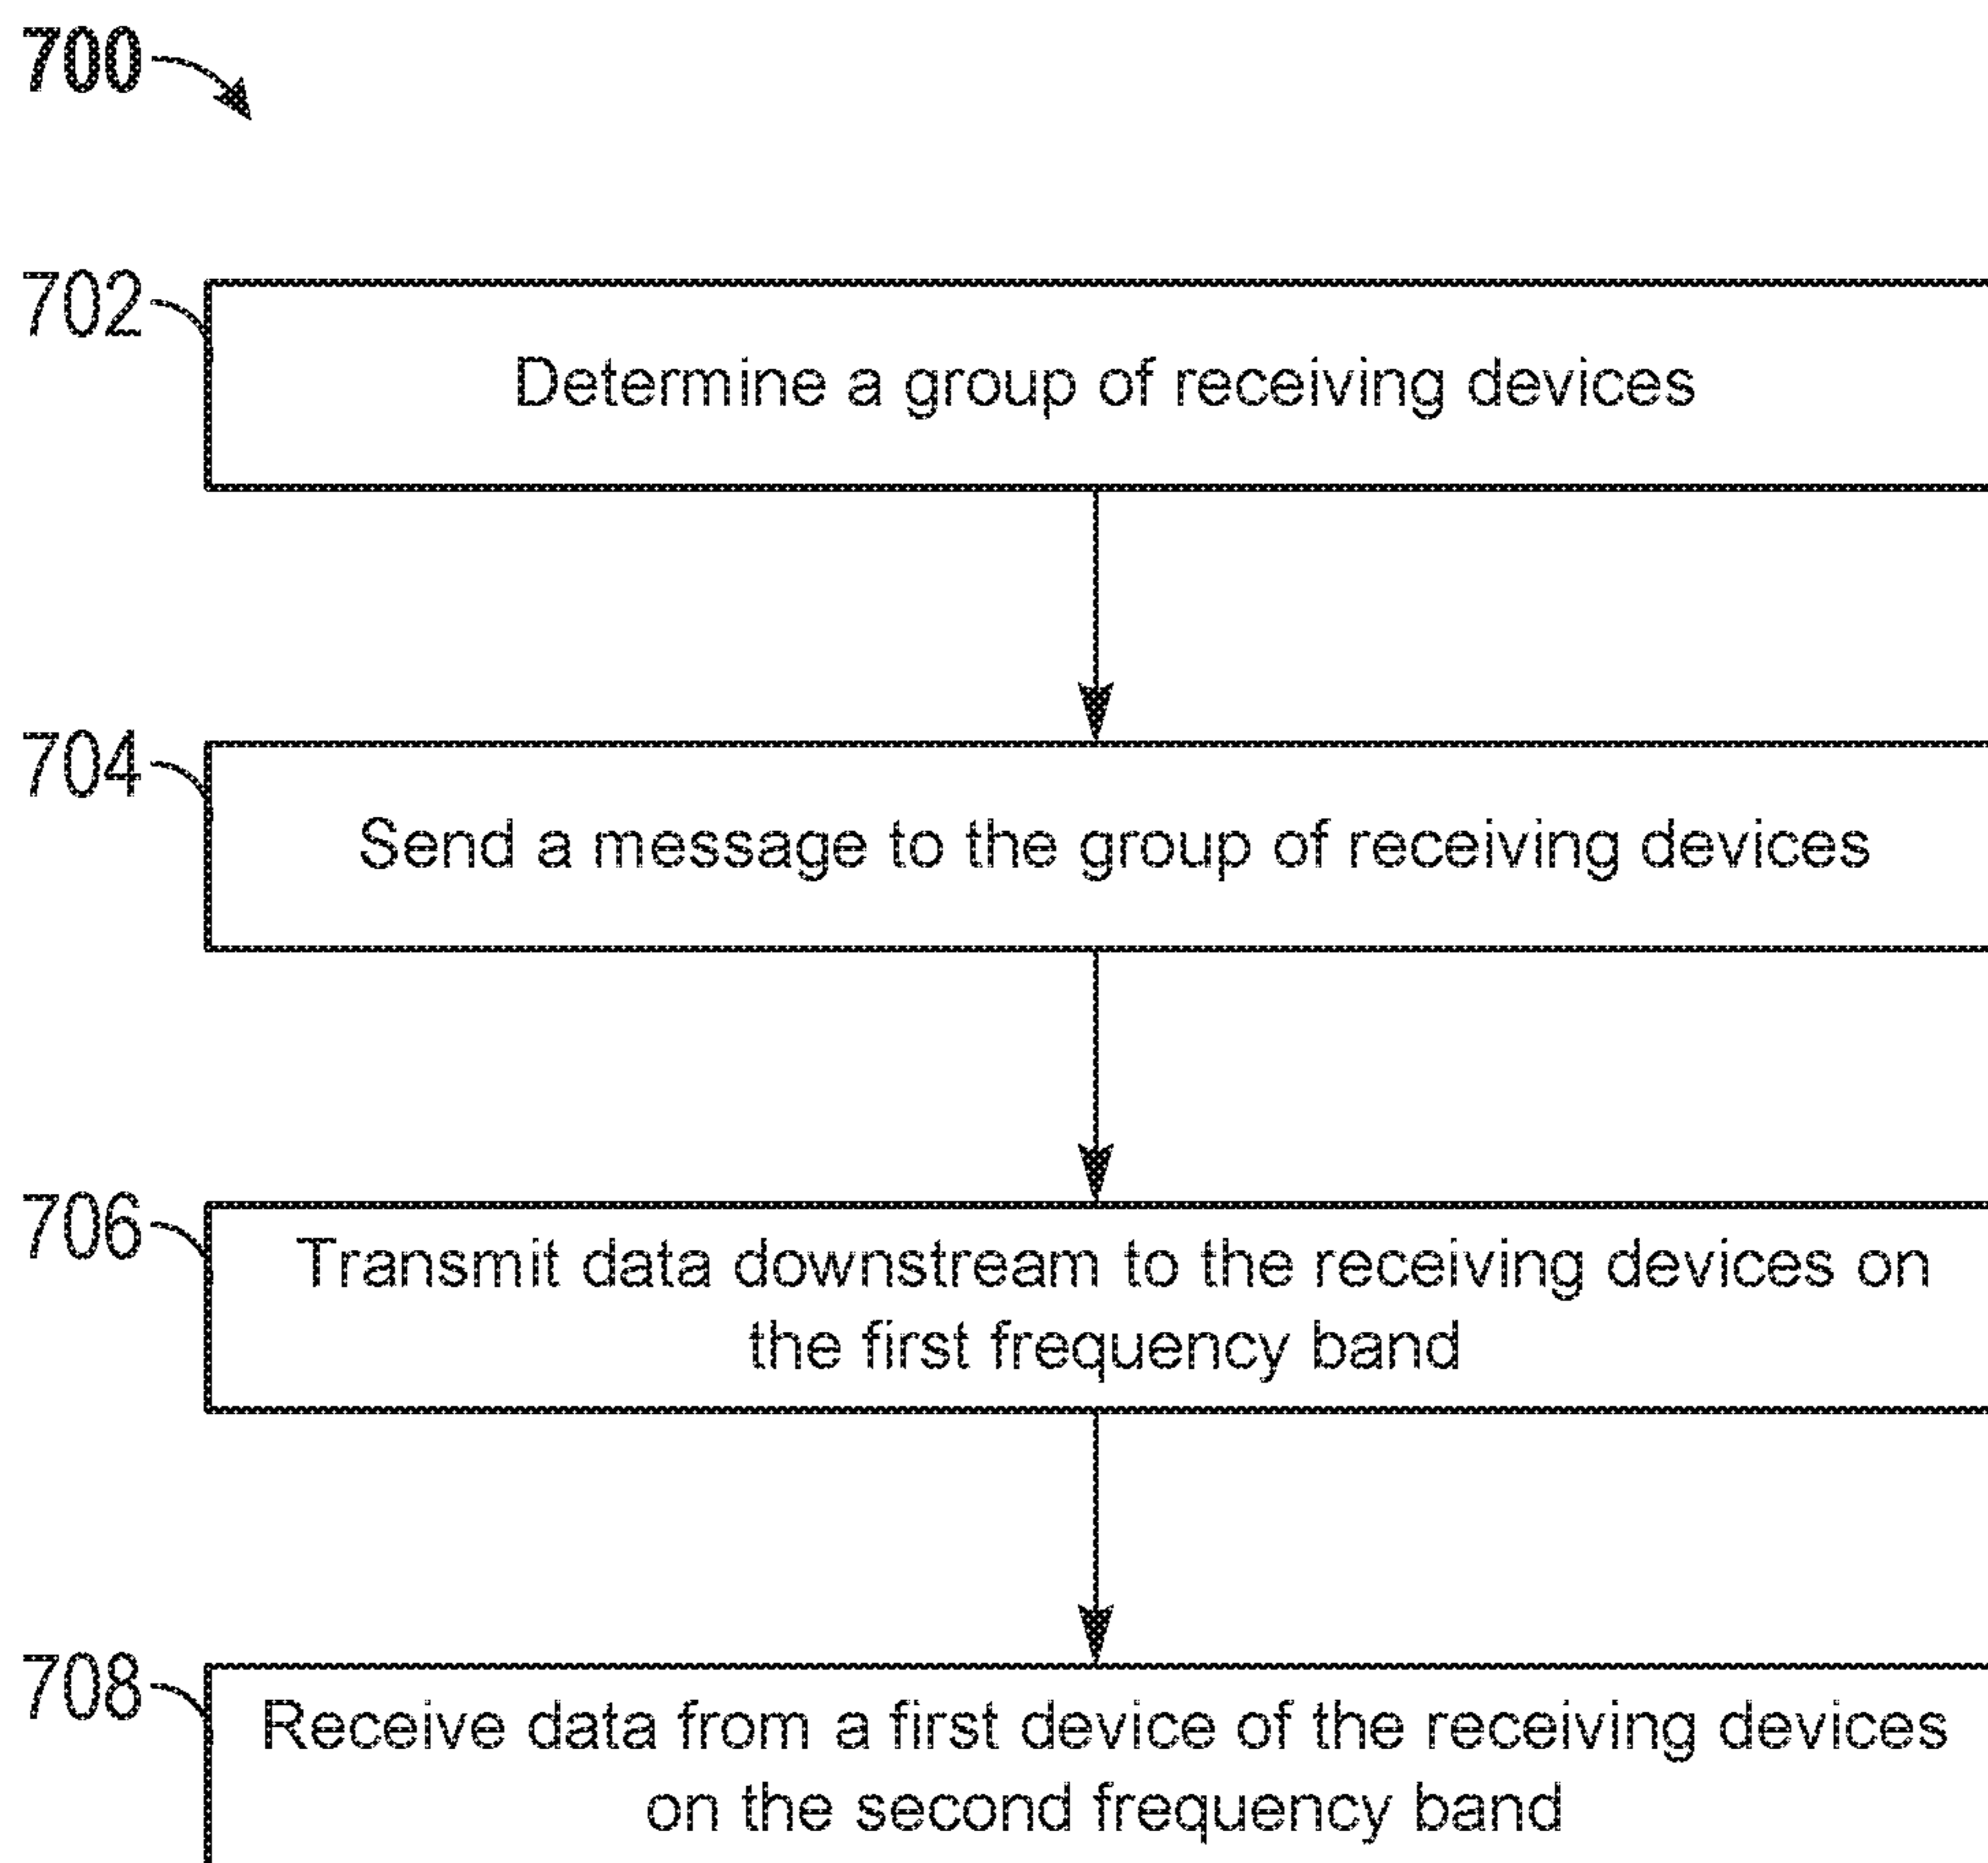 700
702
Determine a group of receiving devices
704
Send a message to the group of receiving devices
706
Transmit data downstream to the receiving devices on
the first frequency band
708
Receive data from a first device of the receiving devices
on the second frequency band